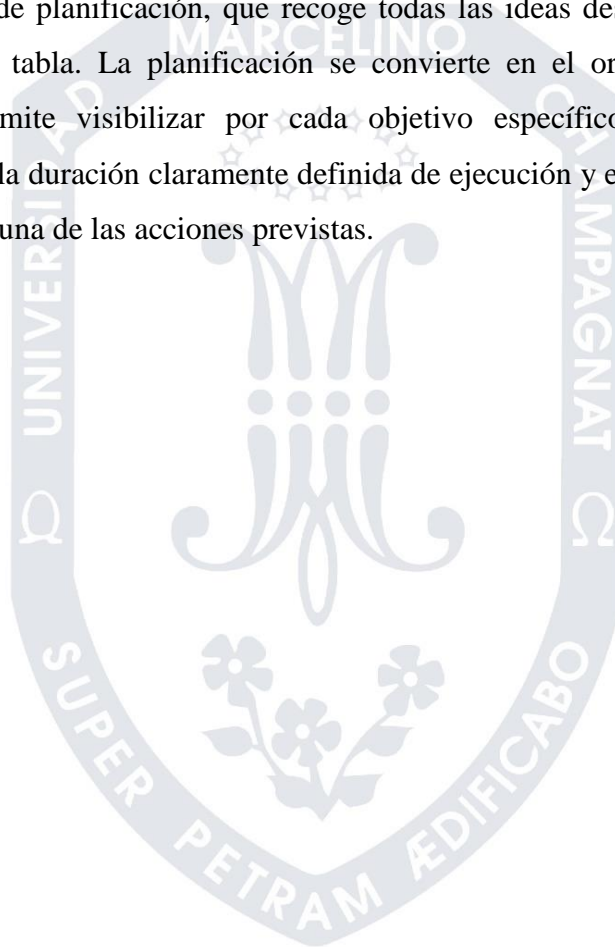 de planificación, que recoge todas las ideas de
tabla. La planificación se convierte en el or
mite visibilizar por cada objetivo específico
la duración claramente definida de ejecución y e
una de las acciones previstas.
UNIVERSIDAD
MARCELINO
CHAMPAGNAT
Ω
Ω
SUPER PETRAM ÆDIFICABO